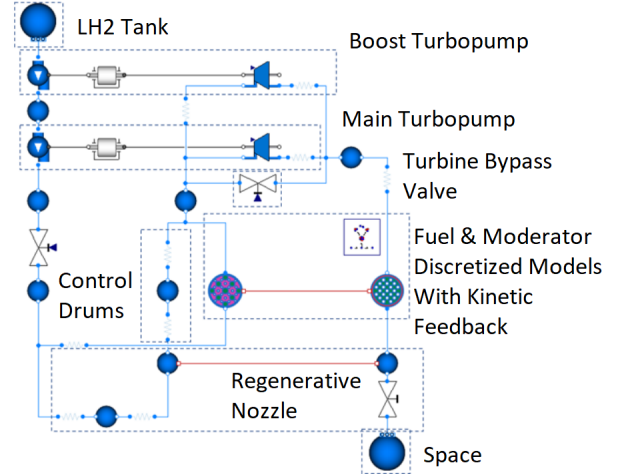 LH2 Tank
Boost Turbopump
Main Turbopump
Turbine Bypass
Valve
Fuel & Moderator
Discretized Models
With Kinetic
Feedback
Control
Drums
Regenerative
Nozzle
Space